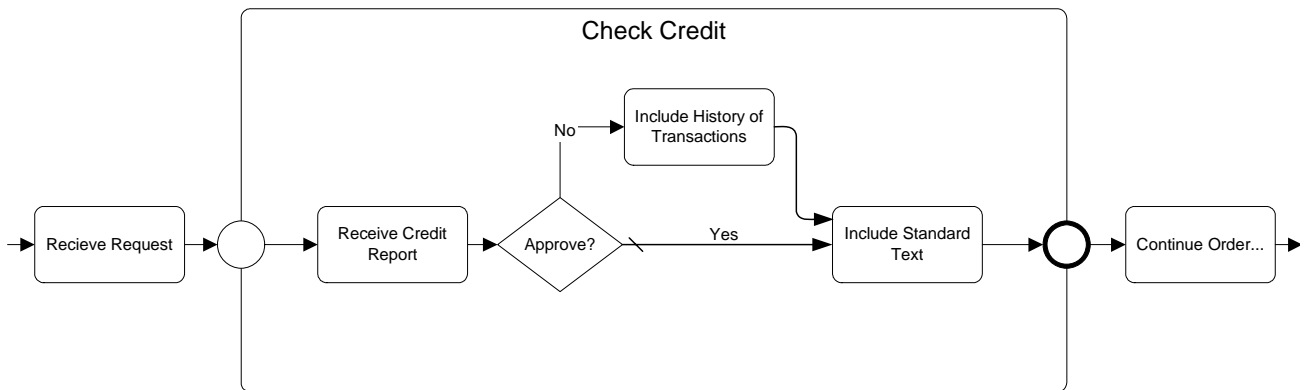 Check Credit
Include History of
Transactions
No
Recieve Request
Receive Credit
Report
Approve?
Yes
Include Standard
Text
Continue Order...